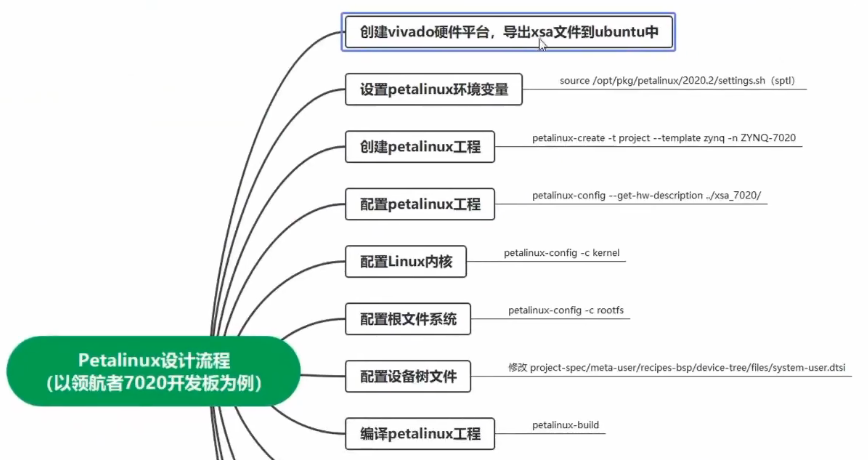 创建vivado硬件平台，导出xsa文件到ubuntu中
设置petalinux环境变量
source /opt/pkg/petalinux/2020.2/settings.sh（sptl）
创建petalinux工程
petalinux-create -t project --template zynq -n ZYNQ-7020
配置petalinux工程
petalinux-config --get-hw-description ../xsa_7020/
配置Linux内核
petalinux-config -c kernel
配置根文件系统
petalinux-config -c rootfs
Petalinux设计流程
（以领航者7020开发板为例）
配置设备树文件
修改 project-spec/meta-user/recipes-bsp/device-tree/files/system-user.dtsi
编译petalinux工程
petalinux-build